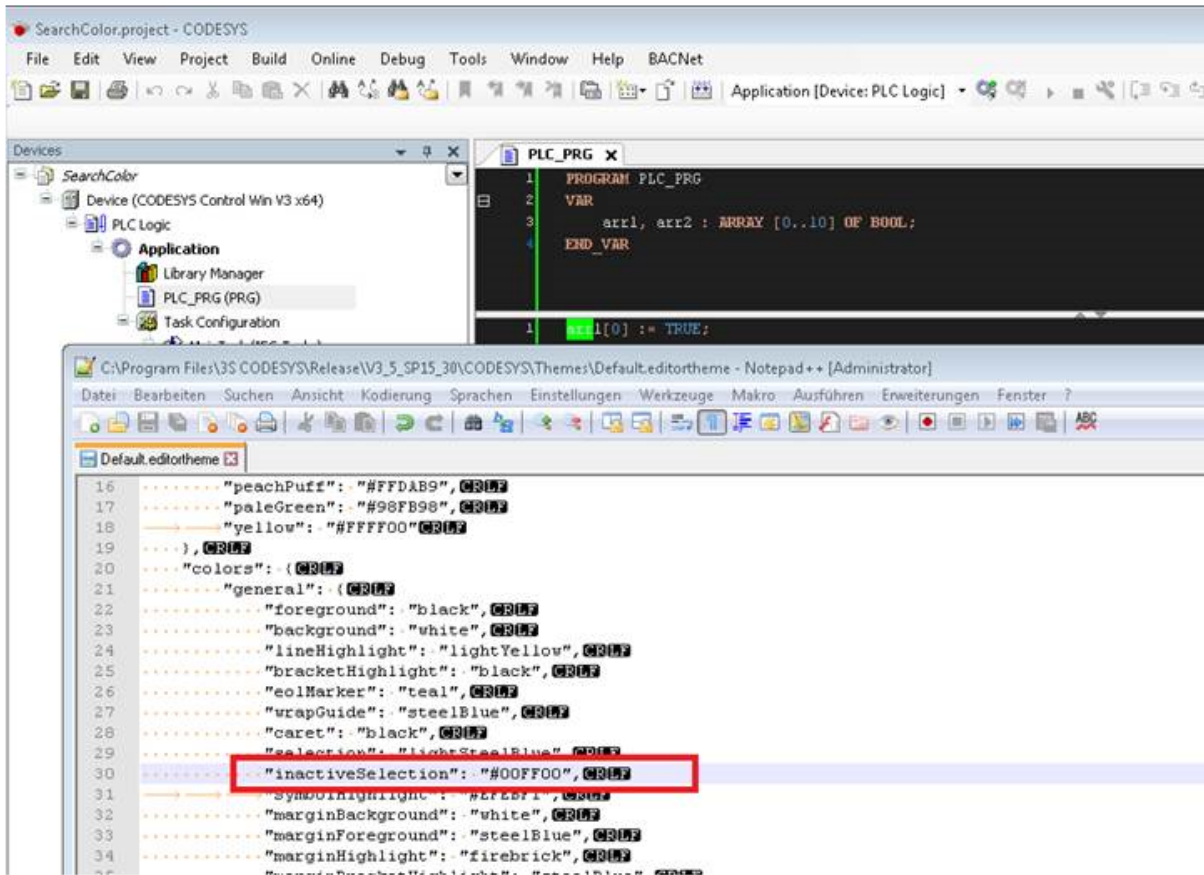 SearchColor.project - CODESYS
File Edit View Project Build Online Debug Tools Window Help BACNet
Application [Device: PLC Logic]
Devices
SearchColor
Device (CODESYS Control Win V3 x64)
PLC Logic
Application
Library Manager
PLC_PRG (PRG)
Task Configuration
PLC_PRG X
1 PROGRAM PLC_PRG
2 VAR
3 arr1, arr2 : ARRAY [0..10] OF BOOL;
4 END_VAR
1 arr1[0] := TRUE;
C:\Program Files\3S CODESYS\Release\V3_5_SP15_30\CODESYS\Themes\Default.editortheme - Notepad++ [Administrator]
Datei Bearbeiten Suchen Ansicht Kodierung Sprachen Einstellungen Werkzeuge Makro Ausführen Erweiterungen Fenster ?
ABC
Default.editortheme
16 "peachPuff": "#FFDAB9",CRLF
17 "paleGreen": "#98FB98",CRLF
18 "yellow": "#FFFF00"CRLF
19 },CRLF
20 "colors": {CRLF
21 "general": {CRLF
22 "foreground": "black",CRLF
23 "background": "white",CRLF
24 "lineHighlight": "lightYellow",CRLF
25 "bracketHighlight": "black",CRLF
26 "eolMarker": "teal",CRLF
27 "wrapGuide": "steelBlue",CRLF
28 "caret": "black",CRLF
29 "selection": "lightSteelBlue",CRLF
30 "inactiveSelection": "#00FF00",CRLF
31 "symbolHighlight": "#EFEBF1",CRLF
32 "marginBackground": "white",CRLF
33 "marginForeground": "steelBlue",CRLF
34 "marginHighlight": "firebrick",CRLF